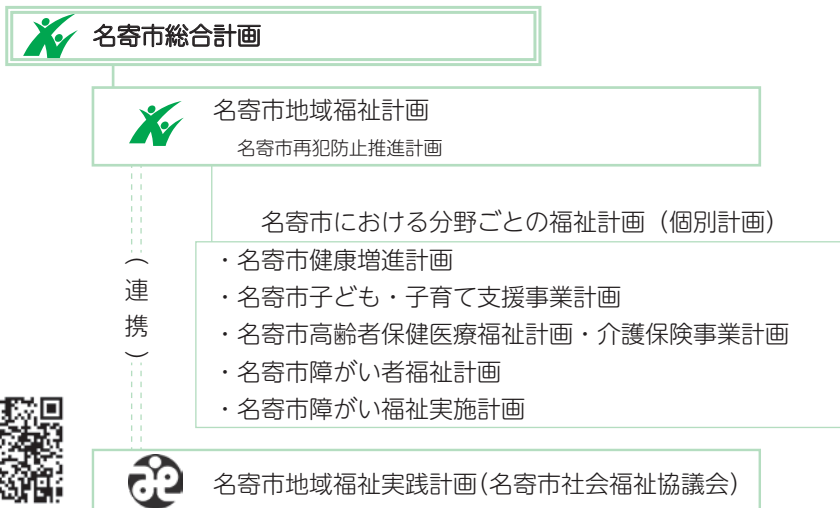 名寄市総合計画
名寄市地域福祉計画
名寄市再犯防止推進計画
名寄市における分野ごとの福祉計画（個別計画）
・名寄市健康増進計画
・名寄市子ども・子育て支援事業計画
・名寄市高齢者保健医療福祉計画・介護保険事業計画
・名寄市障がい者福祉計画
・名寄市障がい福祉実施計画
（連携）
名寄市地域福祉実践計画（名寄市社会福祉協議会）